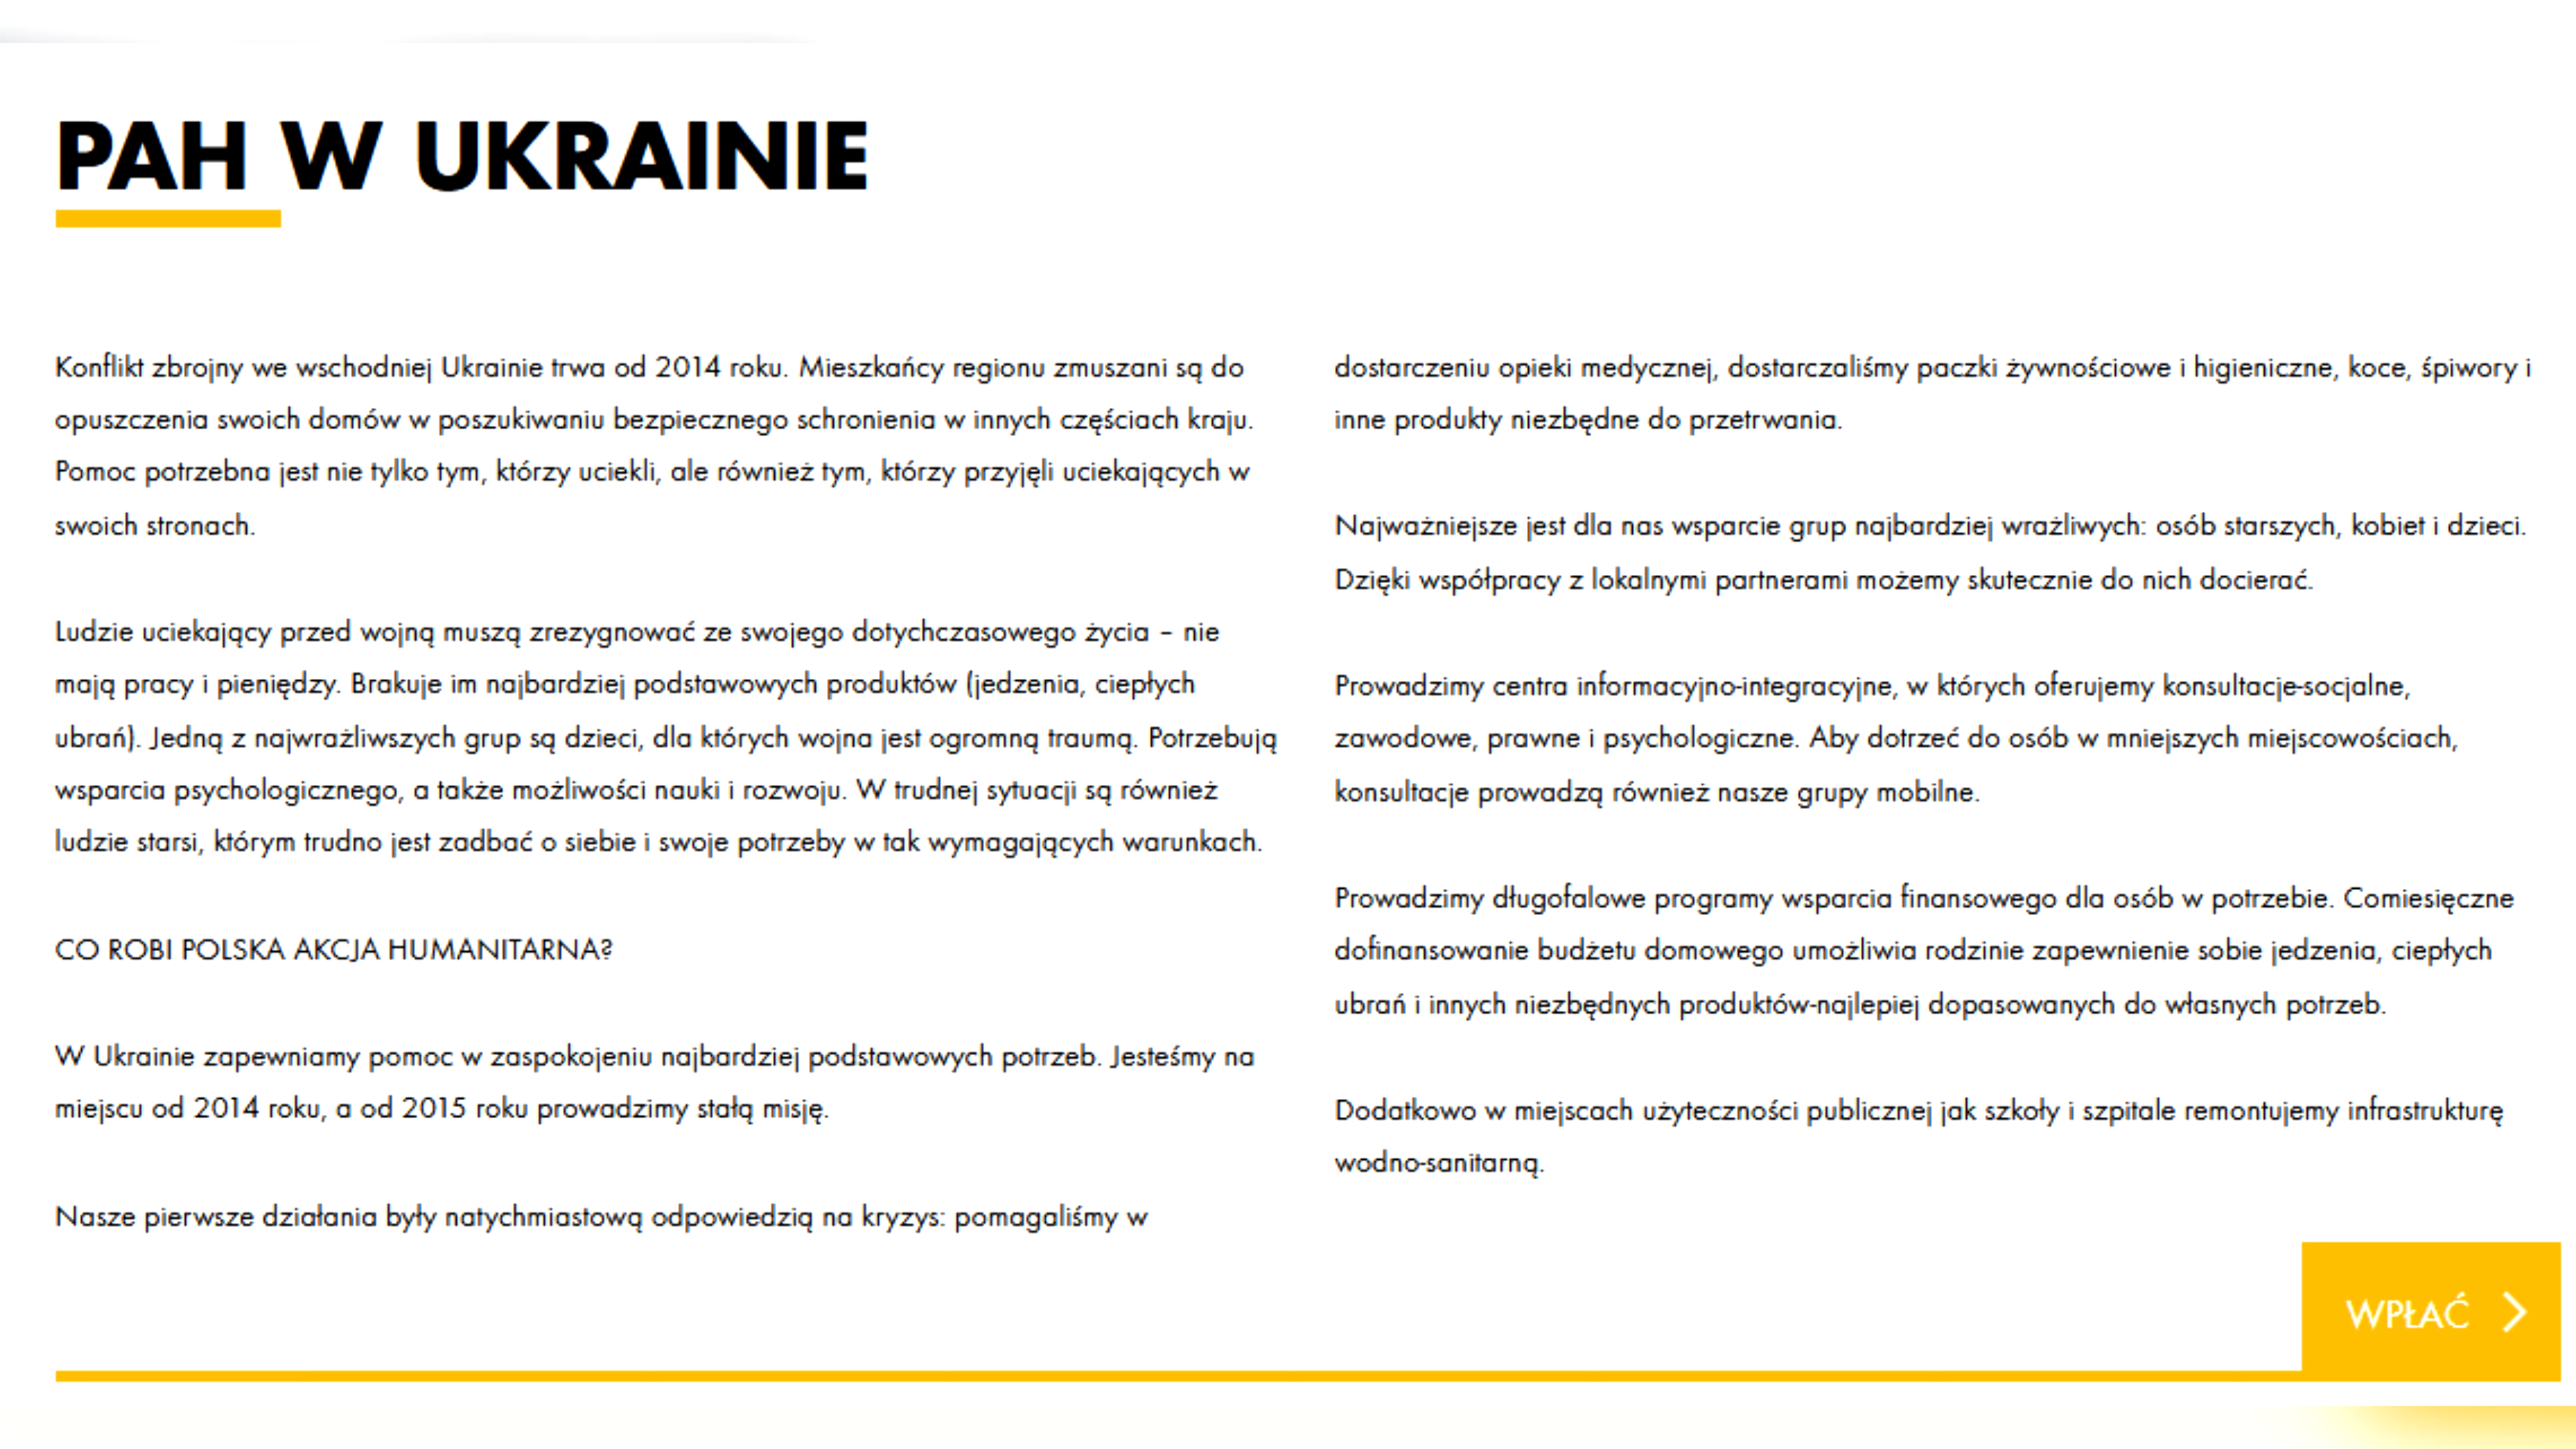 PAH W UKRAINIE
Konflikt zbrojny we wschodniej Ukrainie trwa od 2014 roku. Mieszkańcy regionu zmuszani są do
opuszczenia swoich domów w poszukiwaniu bezpiecznego schronienia w innych częściach kraju.
Pomoc potrzebna jest nie tylko tym, którzy uciekli, ale również tym, którzy przyjęli uciekających w
swoich stronach.
Ludzie uciekający przed wojną muszą zrezygnować ze swojego dotychczasowego życia – nie
mają pracy i pieniędzy. Brakuje im najbardziej podstawowych produktów (jedzenia, ciepłych
ubrań). Jedną z najwrażliwszych grup są dzieci, dla których wojna jest ogromną traumą. Potrzebują
wsparcia psychologicznego, a także możliwości nauki i rozwoju. W trudnej sytuacji są również
ludzie starsi, którym trudno jest zadbać o siebie i swoje potrzeby w tak wymagających warunkach.
CO ROBI POLSKA AKCJA HUMANITARNA?
W Ukrainie zapewniamy pomoc w zaspokojeniu najbardziej podstawowych potrzeb. Jesteśmy na
miejscu od 2014 roku, a od 2015 roku prowadzimy stałą misję.
Nasze pierwsze działania były natychmiastową odpowiedzią na kryzys: pomagaliśmy w
dostarczeniu opieki medycznej, dostarczaliśmy paczki żywnościowe i higieniczne, koce, śpiwory i
inne produkty niezbędne do przetrwania.
Najważniejsze jest dla nas wsparcie grup najbardziej wrażliwych: osób starszych, kobiet i dzieci.
Dzięki współpracy z lokalnymi partnerami możemy skutecznie do nich docierać.
Prowadzimy centra informacyjno-integracyjne, w których oferujemy konsultacje-socjalne,
zawodowe, prawne i psychologiczne. Aby dotrzeć do osób w mniejszych miejscowościach,
konsultacje prowadzą również nasze grupy mobilne.
Prowadzimy długofalowe programy wsparcia finansowego dla osób w potrzebie. Comiesięczne
dofinansowanie budżetu domowego umożliwia rodzinie zapewnienie sobie jedzenia, ciepłych
ubrań i innych niezbędnych produktów-najlepiej dopasowanych do własnych potrzeb.
Dodatkowo w miejscach użyteczności publicznej jak szkoły i szpitale remontujemy infrastrukturę
wodno-sanitarną.
WPŁAĆ